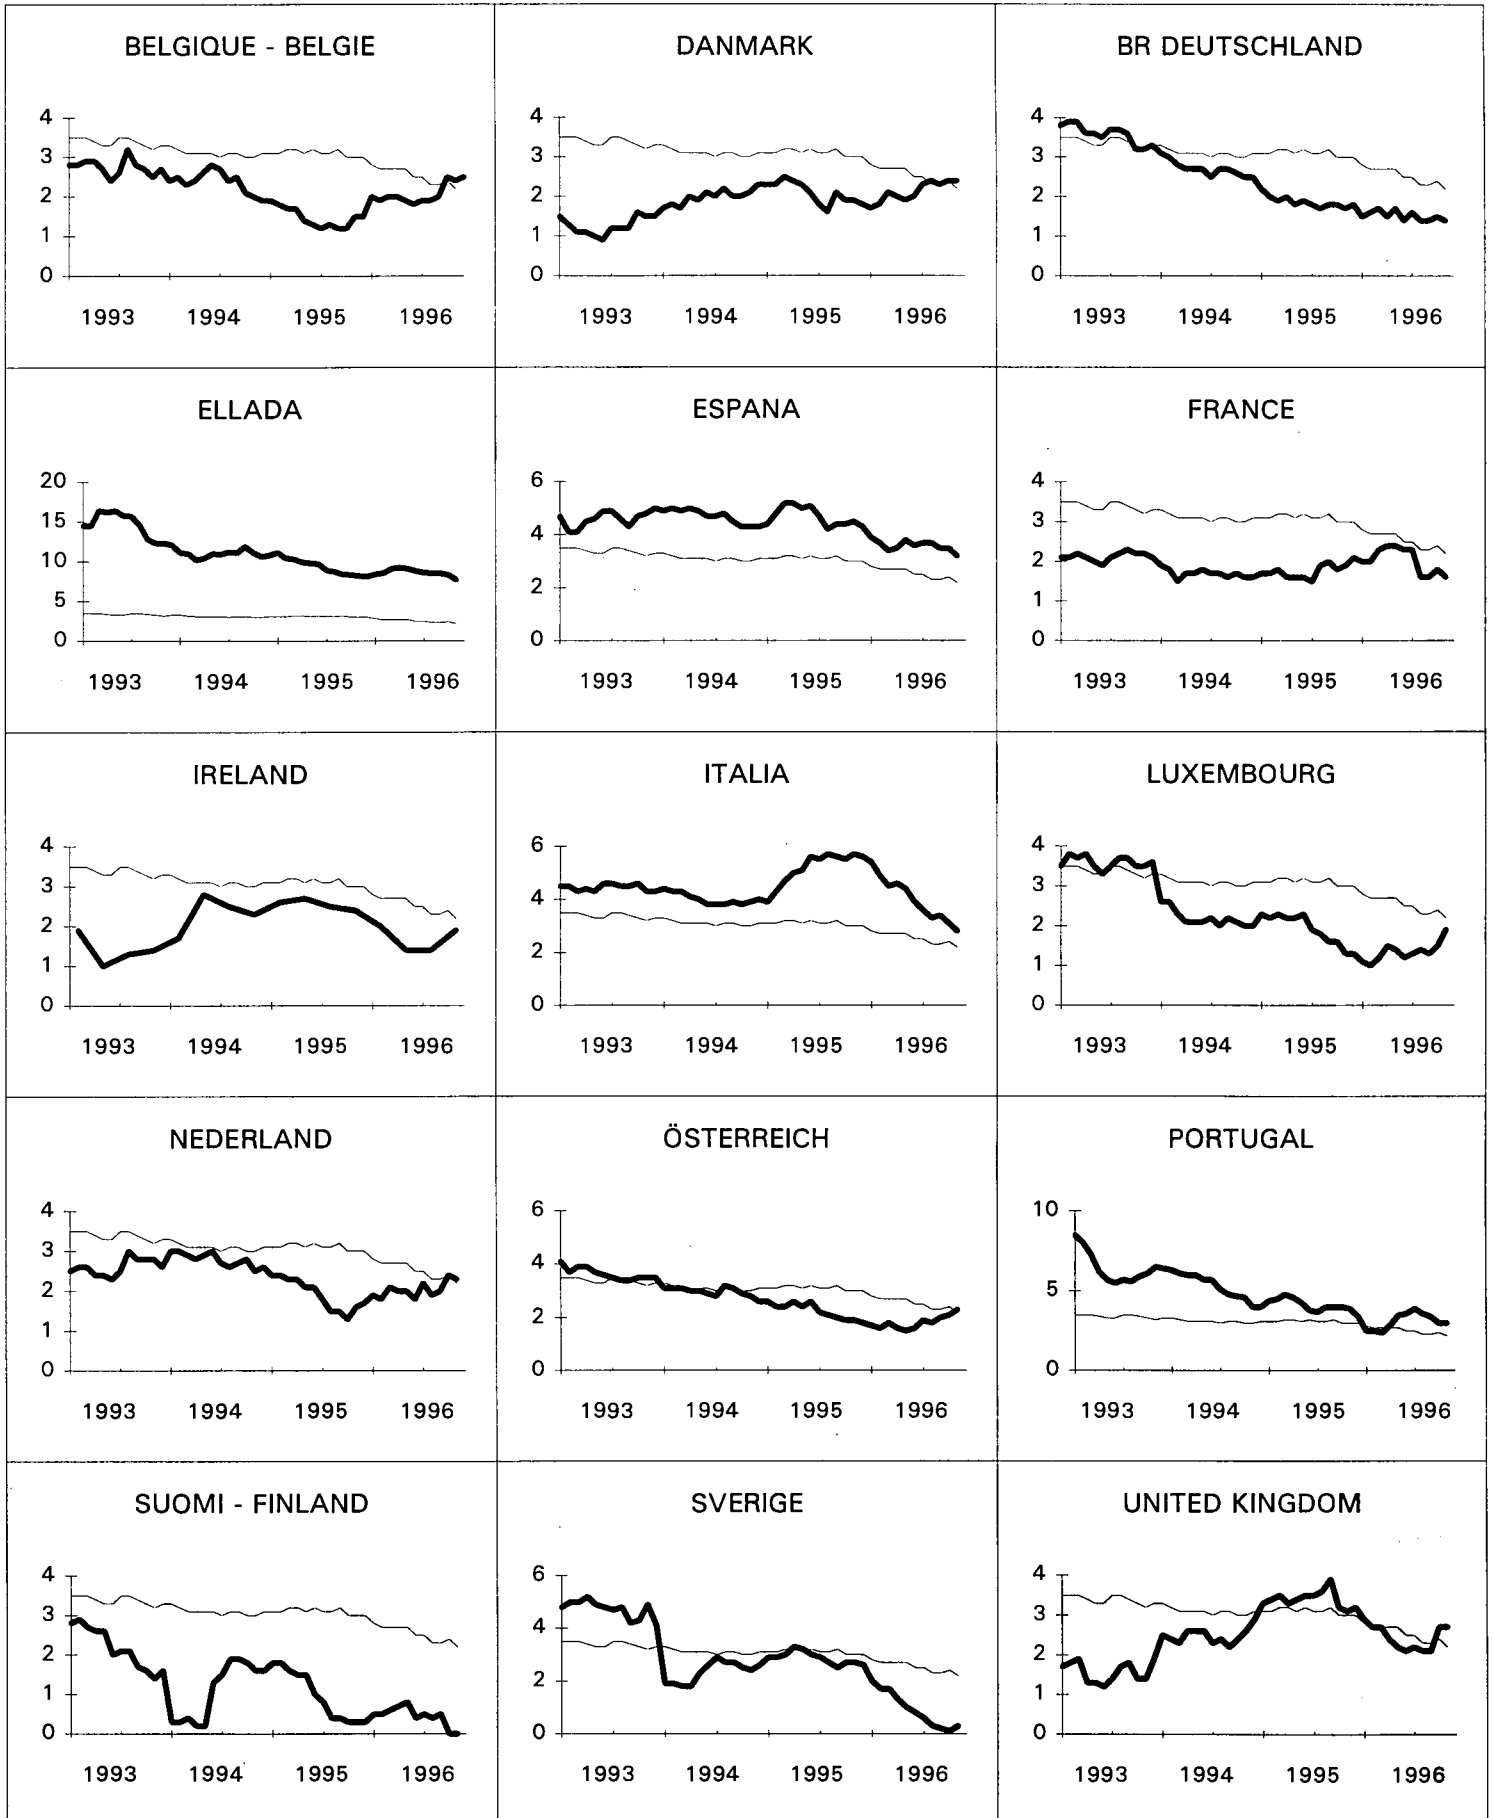 BELGIQUE - BELGIE
4
3
2
1
0
1993 1994 1995 1996
DANMARK
4
3
2
1
0
1993 1994 1995 1996
BR DEUTSCHLAND
4
3
2
1
0
1993 1994 1995 1996
ELLADA
20
15
10
5
0
1993 1994 1995 1996
ESPANA
6
4
2
0
1993 1994 1995 1996
FRANCE
4
3
2
1
0
1993 1994 1995 1996
IRELAND
4
3
2
1
0
1993 1994 1995 1996
ITALIA
6
4
2
0
1993 1994 1995 1996
LUXEMBOURG
4
3
2
1
0
1993 1994 1995 1996
NEDERLAND
4
3
2
1
0
1993 1994 1995 1996
ÖSTERREICH
6
4
2
0
1993 1994 1995 1996
PORTUGAL
10
5
0
1993 1994 1995 1996
SUOMI - FINLAND
4
3
2
1
0
1993 1994 1995 1996
SVERIGE
6
4
2
0
1993 1994 1995 1996
UNITED KINGDOM
4
3
2
1
0
1993 1994 1995 1996